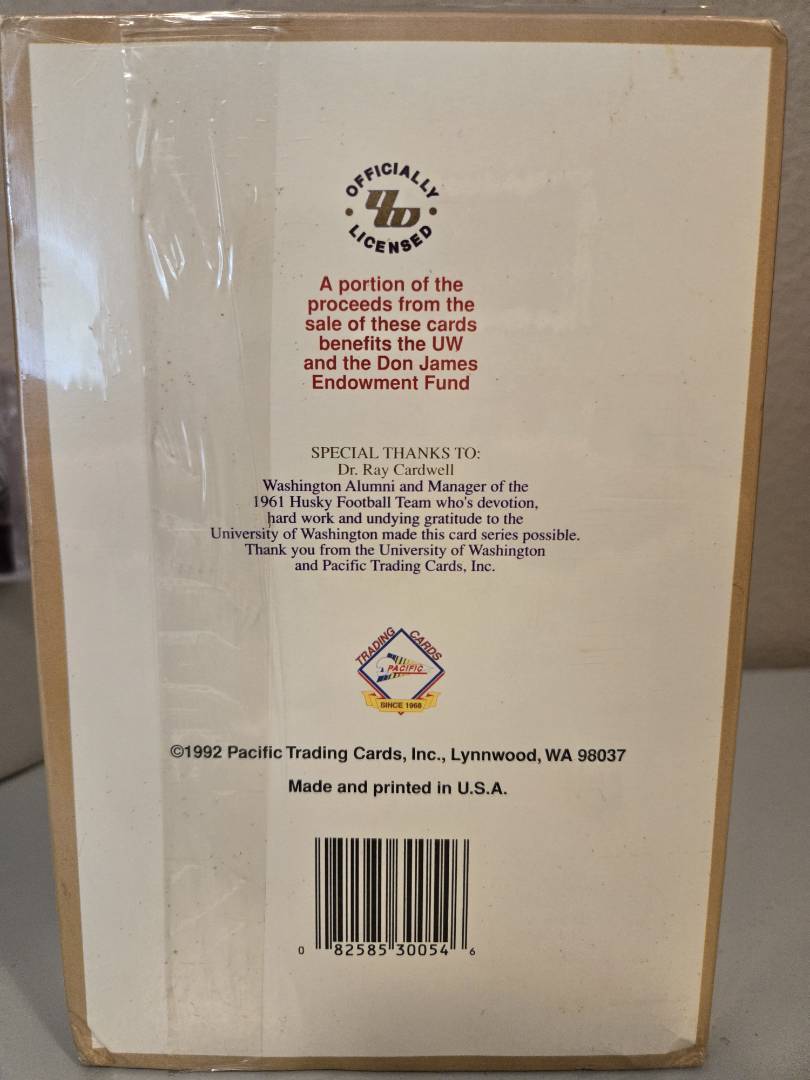 OFFICIALLY
UW
LICENSED
A portion of the
proceeds from the
sale of these cards
benefits the UW
and the Don James
Endowment Fund
SPECIAL THANKS TO:
Dr. Ray Cardwell
Washington Alumni and Manager of the
1961 Husky Football Team who's devotion,
hard work and undying gratitude to the
University of Washington made this card series possible.
Thank you from the University of Washington
and Pacific Trading Cards, Inc.
TRADING CARDS
PACIFIC
SINCE 1968
©1992 Pacific Trading Cards, Inc., Lynnwood, WA 98037
Made and printed in U.S.A.
0 82585 30054 6